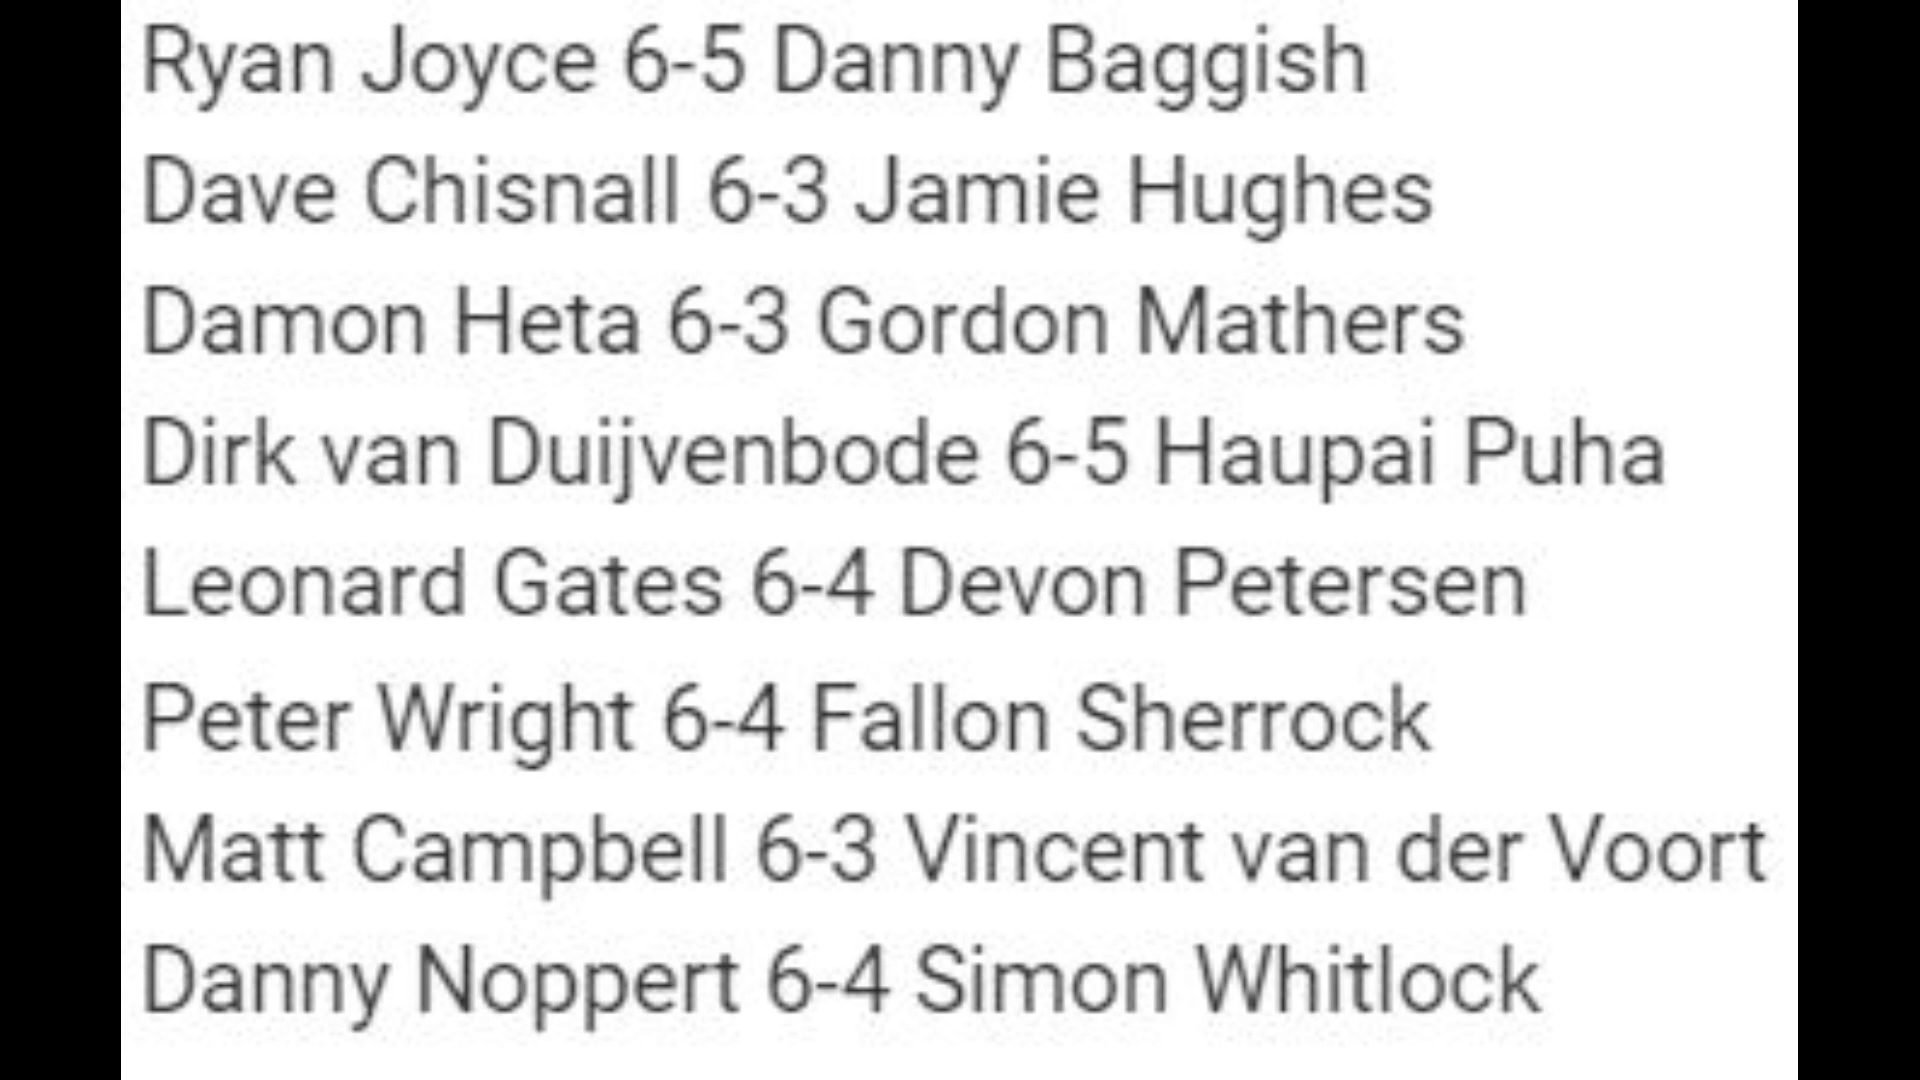 Ryan Joyce 6-5 Danny Baggish
Dave Chisnall 6-3 Jamie Hughes
Damon Heta 6-3 Gordon Mathers
Dirk van Duijvenbode 6-5 Haupai Puha
Leonard Gates 6-4 Devon Petersen
Peter Wright 6-4 Fallon Sherrock
Matt Campbell 6-3 Vincent van der Voort
Danny Noppert 6-4 Simon Whitlock